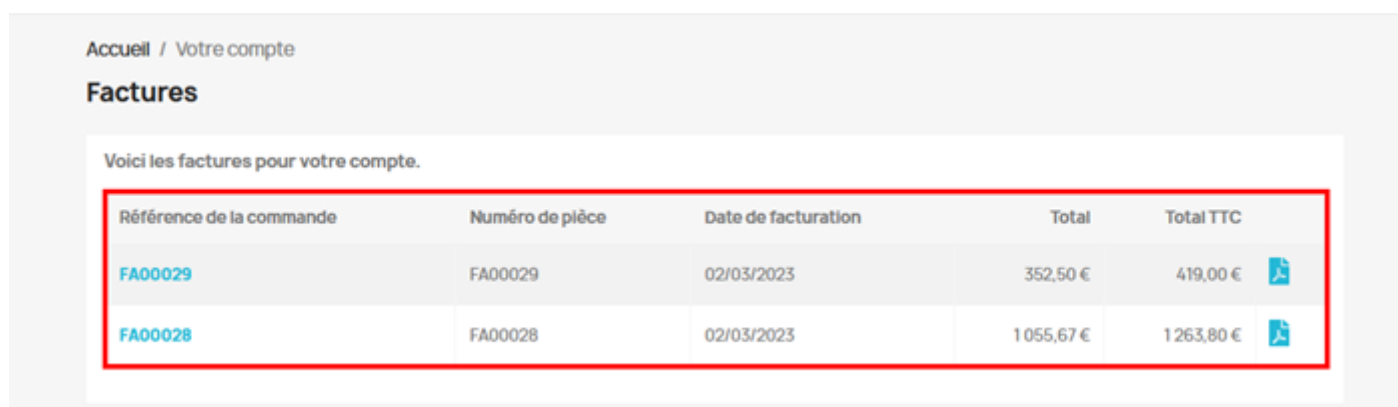 Accueil / Votre compte
Factures
Voici les factures pour votre compte.
Référence de la commande Numéro de pièce Date de facturation Total Total TTC
FA00029 FA00029 02/03/2023 352,50 € 419,00 €
FA00028 FA00028 02/03/2023 1 055,67 € 1 263,80 €